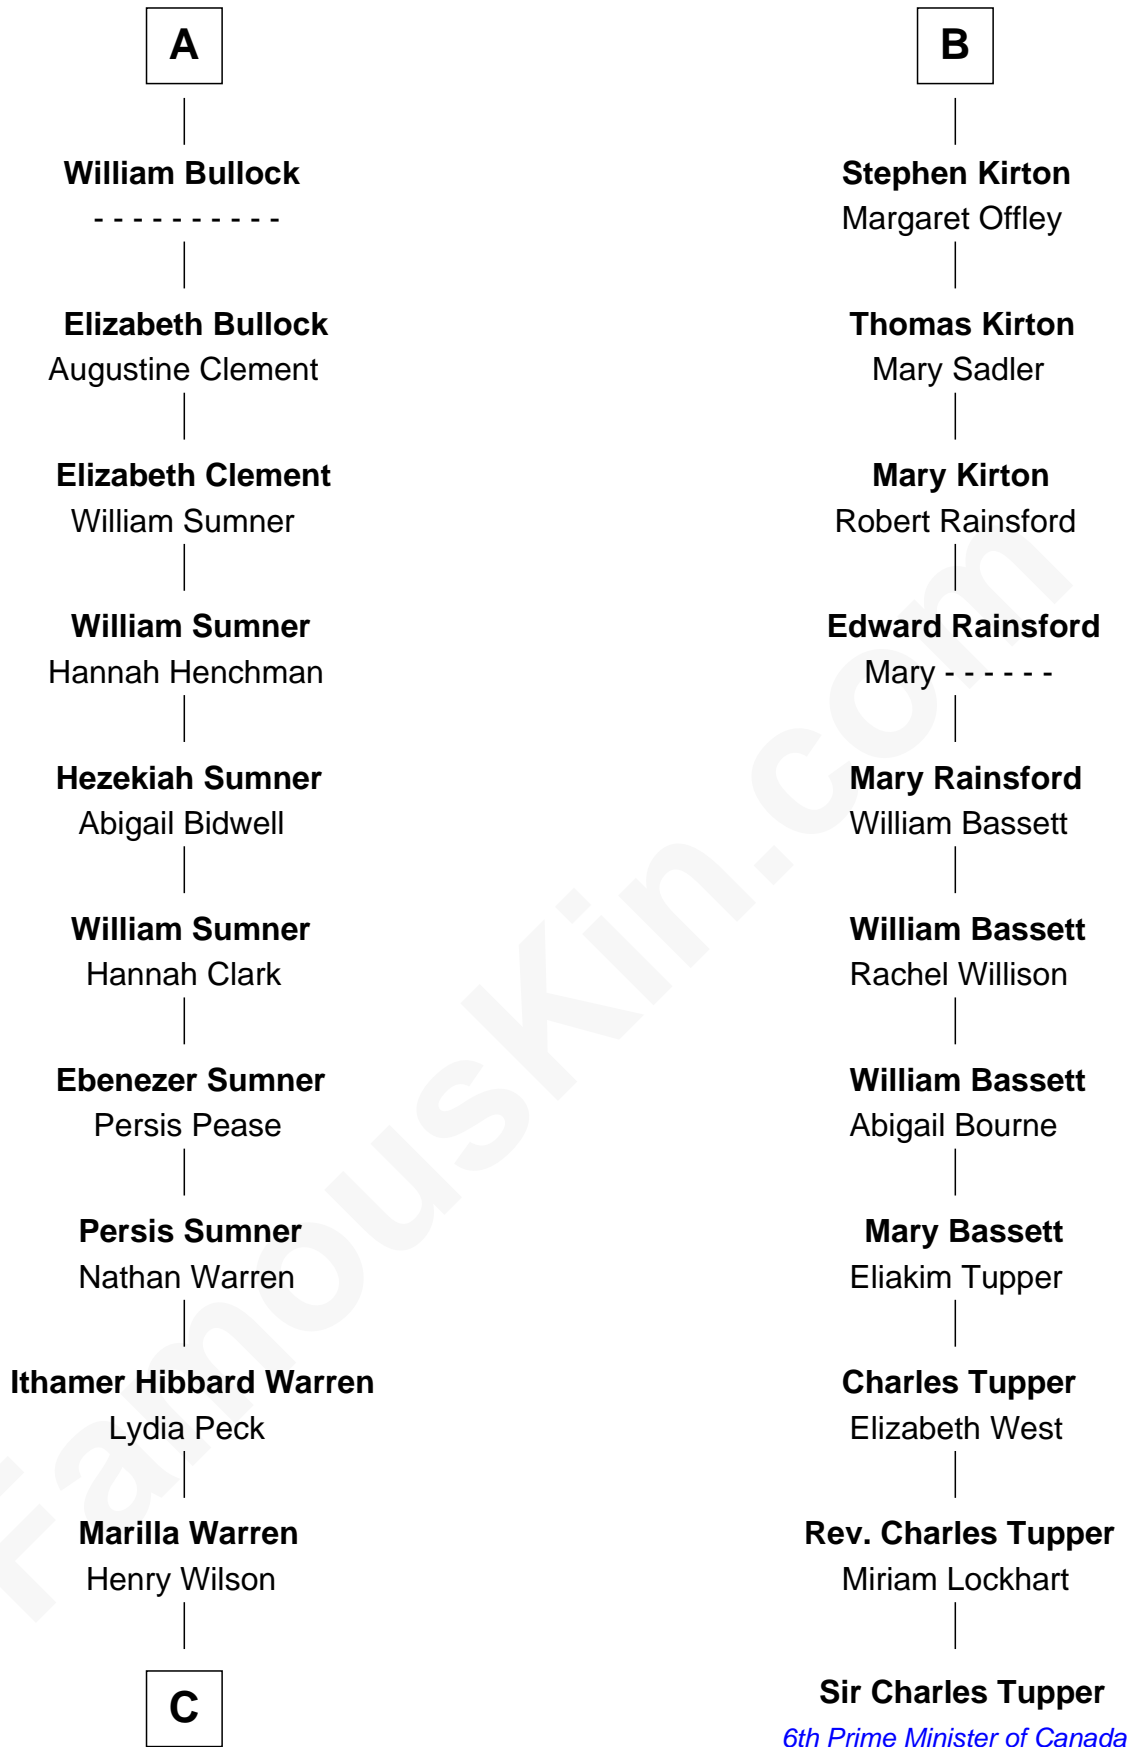 A
William Bullock
- - - - - - - - - -
Elizabeth Bullock
Augustine Clement
Elizabeth Clement
William Sumner
William Sumner
Hannah Henchman
Hezekiah Sumner
Abigail Bidwell
William Sumner
Hannah Clark
Ebenezer Sumner
Persis Pease
Persis Sumner
Nathan Warren
Ithamer Hibbard Warren
Lydia Peck
Marilla Warren
Henry Wilson
C
B
Stephen Kirton
Margaret Offley
Thomas Kirton
Mary Sadler
Mary Kirton
Robert Rainsford
Edward Rainsford
Mary - - - - - -
Mary Rainsford
William Bassett
William Bassett
Rachel Willison
William Bassett
Abigail Bourne
Mary Bassett
Eliakim Tupper
Charles Tupper
Elizabeth West
Rev. Charles Tupper
Miriam Lockhart
Sir Charles Tupper
6th Prime Minister of Canada
FamousKin.com